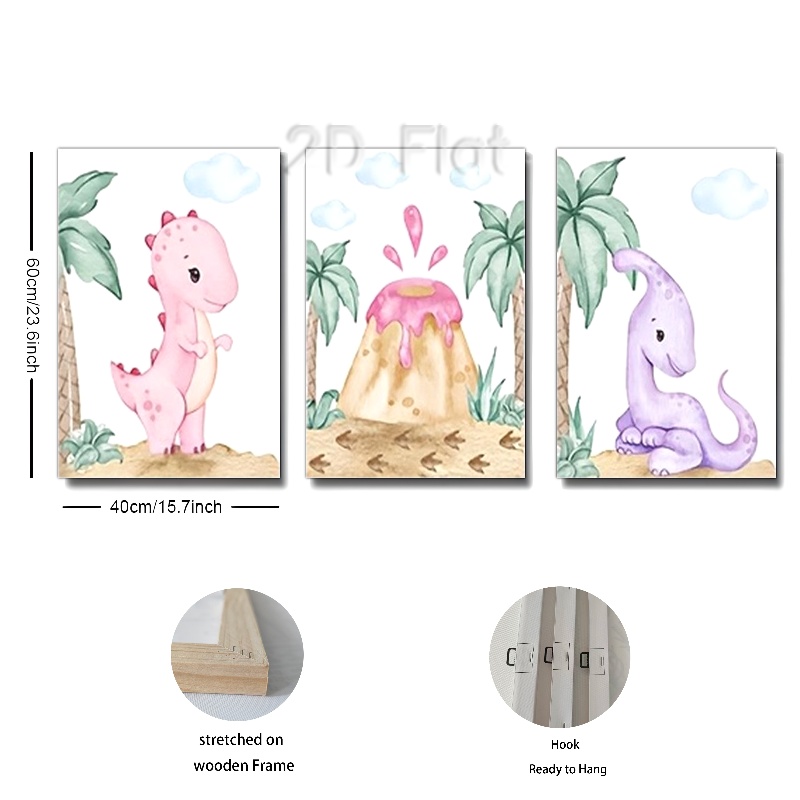 2D Flat
60cm/23.6inch
40cm/15.7inch
stretched on
wooden Frame
Hook
Ready to Hang